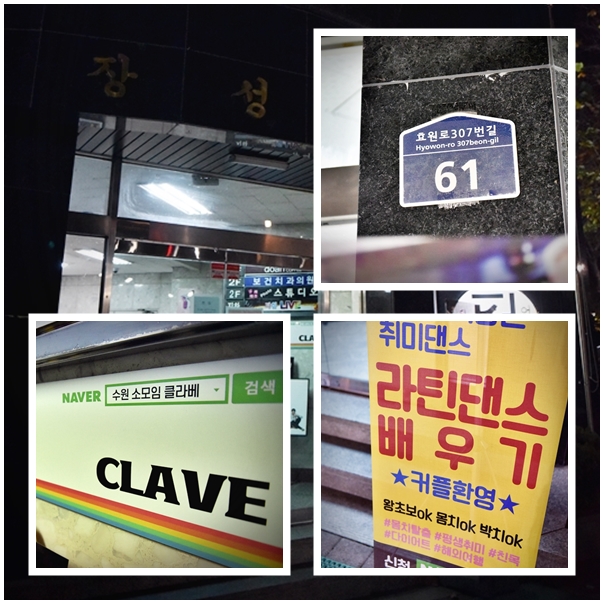 장 성
보건치과의원
2F
스튜디오
효원로307번길
Hyowon-ro 307beon-gil
61
NAVER 수원 소모임 클라베 검색
CLAVE
취미댄스
라틴댄스
배우기
★커플환영★
왕초보ok 몸치ok 박치ok
#몸치탈출 #평생취미 #친목
#다이어트 #해외여행
신청